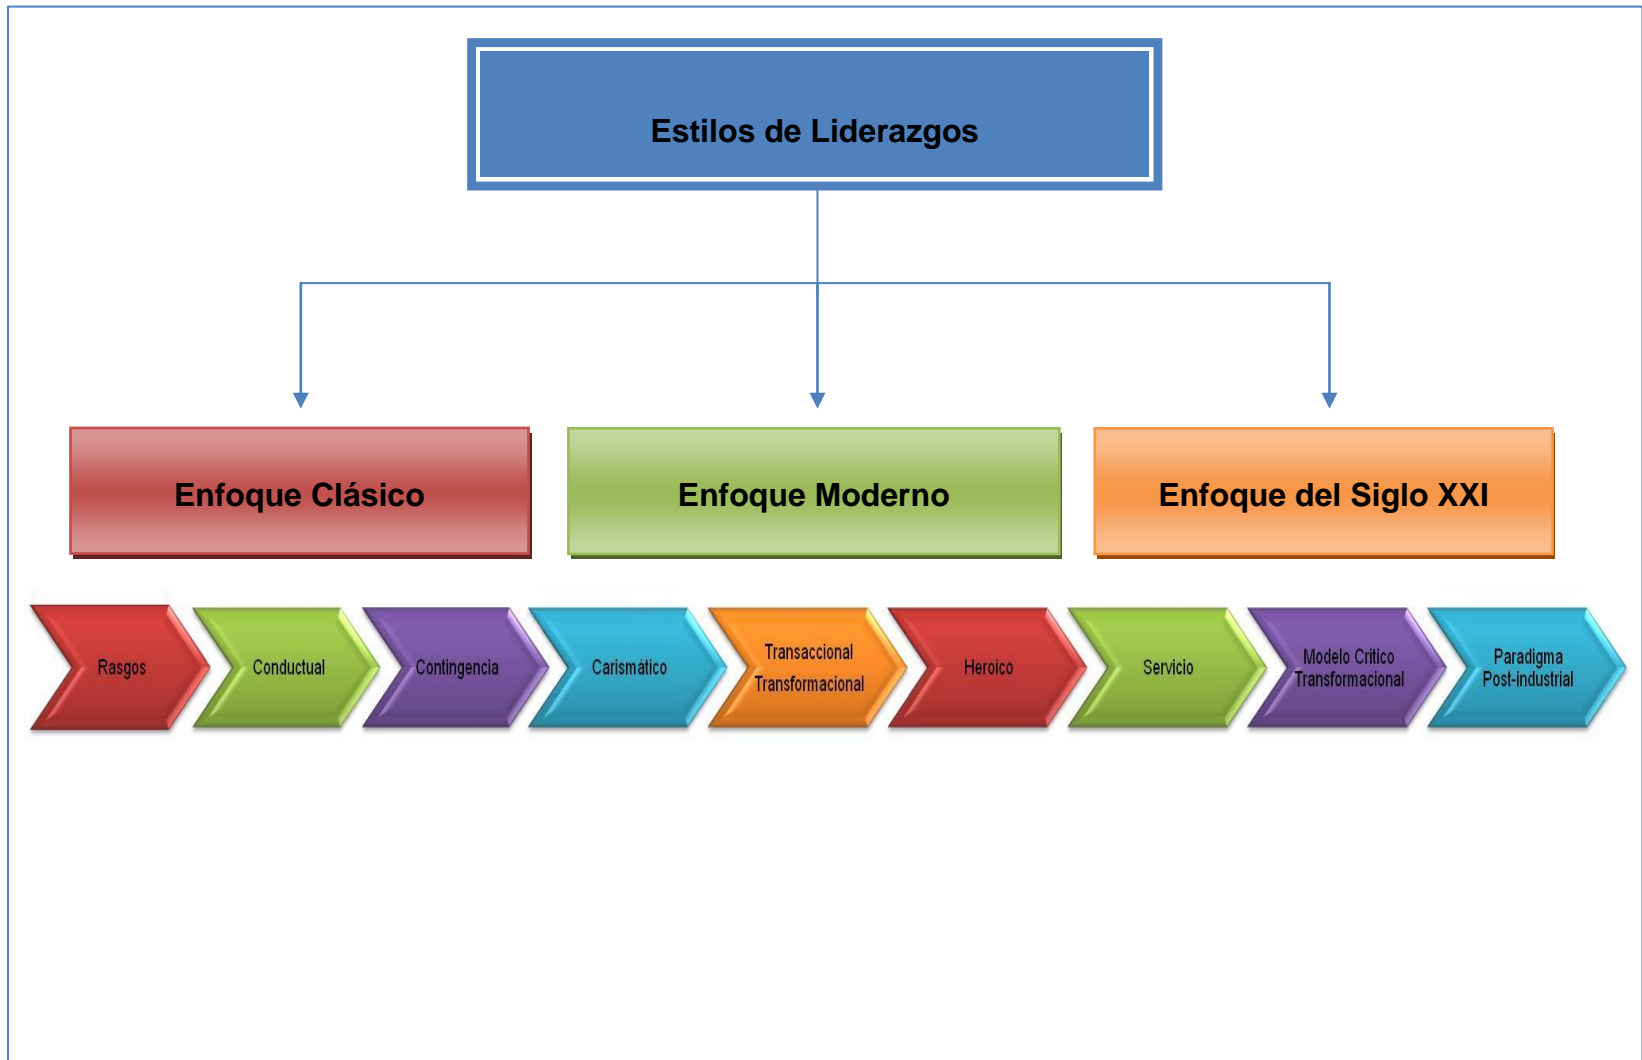 Estilos de Liderazgos
Enfoque Clásico
Enfoque Moderno
Enfoque del Siglo XXI
Rasgos
Conductual
Contingencia
Carismático
Transaccional
Transformacional
Heroico
Servicio
Modelo Crítico
Transformacional
Paradigma
Post-industrial